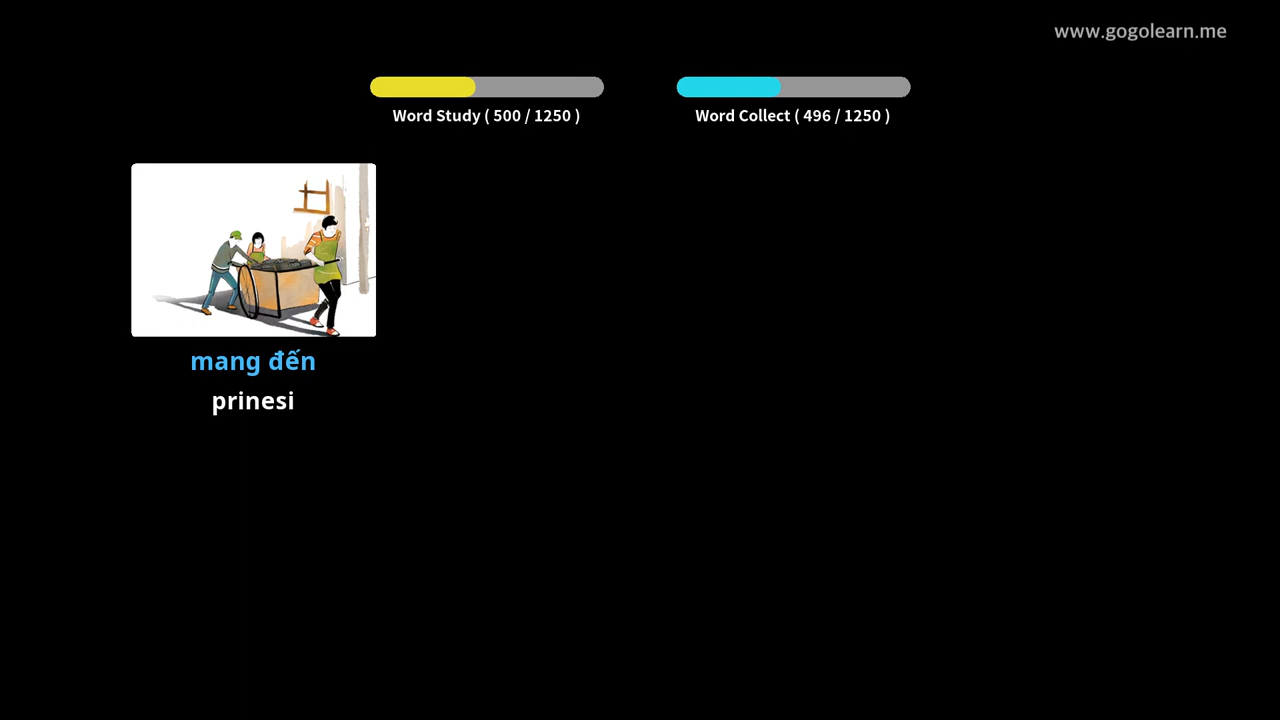 www.gogolearn.me
Word Study ( 500 / 1250 )
Word Collect ( 496 / 1250 )
mang đến
prinesi